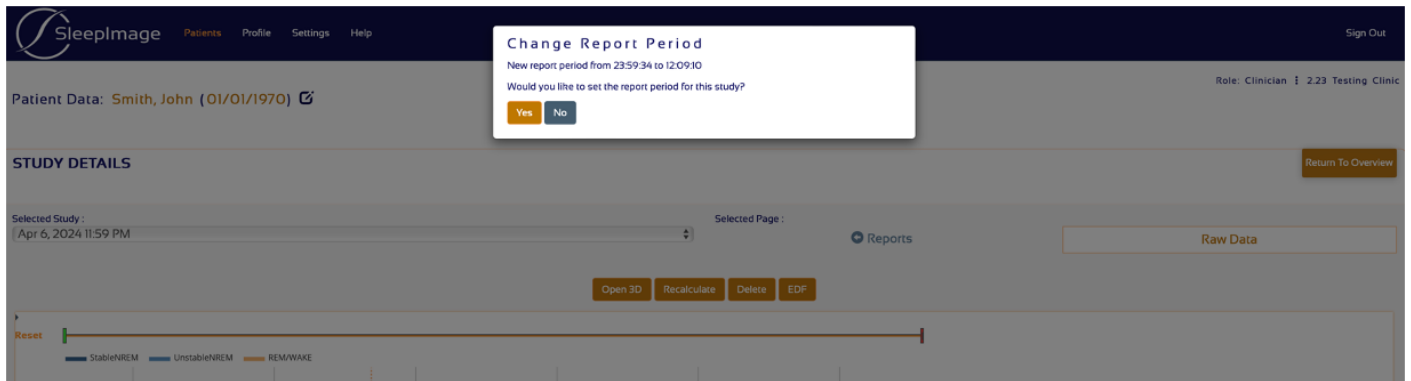 SleepImage
Patients Profile Settings Help
Sign Out
Change Report Period
New report period from 23:59:34 to 12:09:10
Would you like to set the report period for this study?
Yes No
Role: Clinician ⋮ 2.23 Testing Clinic
Patient Data: Smith, John (01/01/1970)
STUDY DETAILS
Return To Overview
Selected Study :
Apr 6, 2024 11:59 PM
Selected Page :
Reports
Raw Data
Open 3D Recalculate Delete EDF
Reset
StableNREM UnstableNREM REM/WAKE